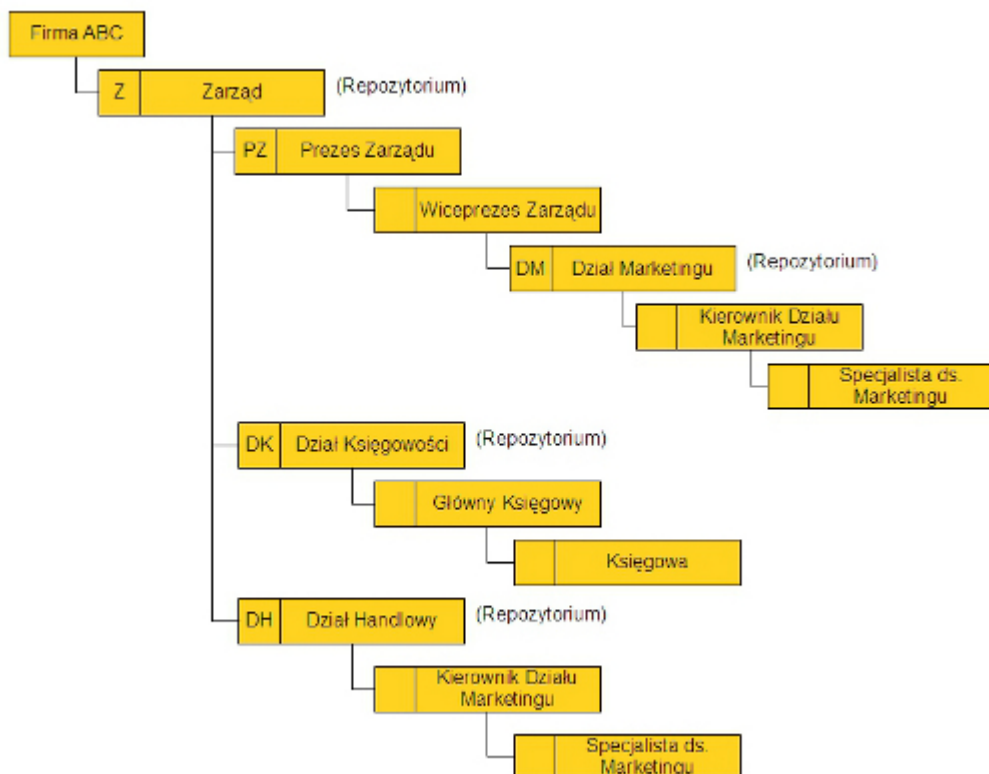 Firma ABC
Z Zarząd (Repozytorium)
PZ Prezes Zarządu
Wiceprezes Zarządu
DM Dział Marketingu (Repozytorium)
Kierownik Działu
Marketingu
Specjalista ds.
Marketingu
DK Dział Księgowości (Repozytorium)
Główny Księgowy
Księgowa
DH Dział Handlowy (Repozytorium)
Kierownik Działu
Marketingu
Specjalista ds.
Marketingu